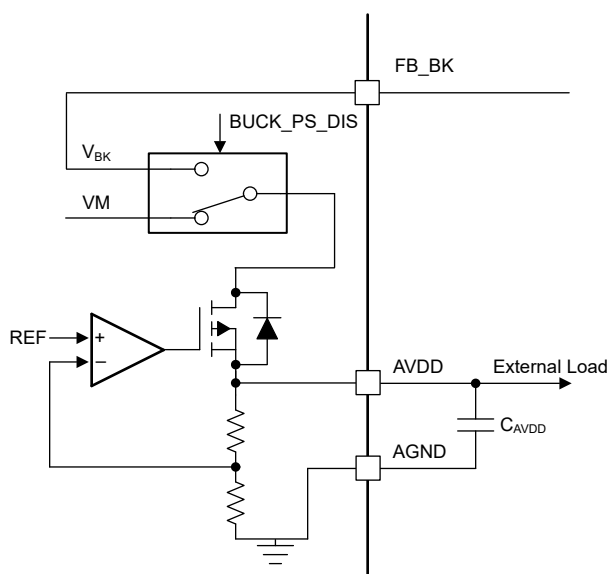 FB_BK
BUCK_PS_DIS
VBK
VM
REF
+
–
AVDD
External Load
CAVDD
AGND